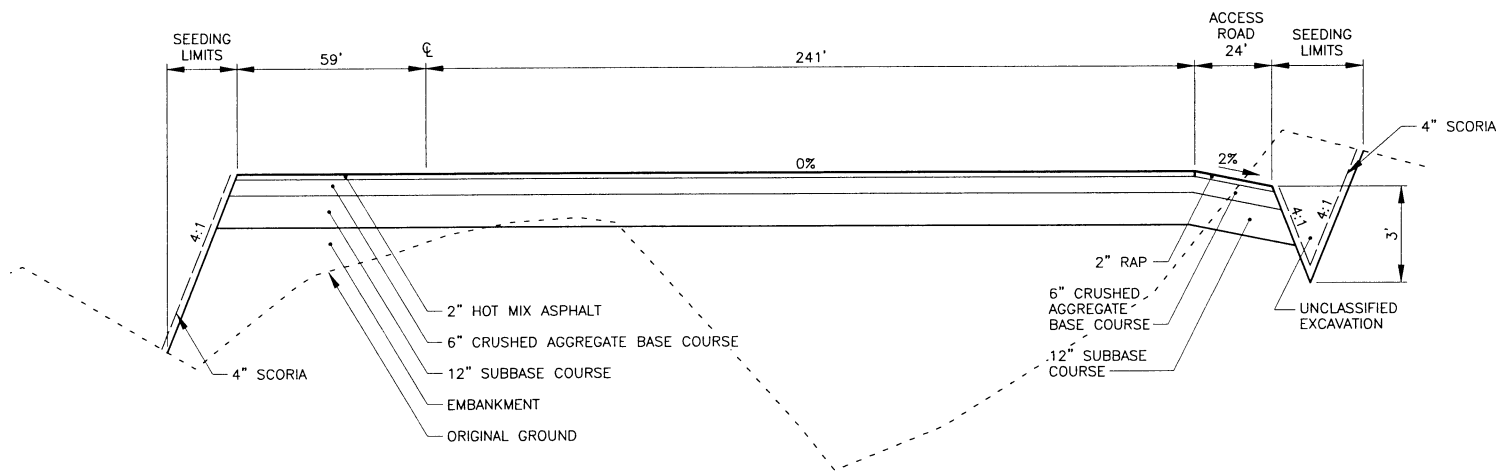 SEEDING
LIMITS
59'
℄
241'
ACCESS
ROAD
24'
SEEDING
LIMITS
4" SCORIA
0%
2%
4:1
4:1
4:1
3'
2" RAP
6" CRUSHED
AGGREGATE
BASE COURSE
UNCLASSIFIED
EXCAVATION
12" SUBBASE
COURSE
2" HOT MIX ASPHALT
6" CRUSHED AGGREGATE BASE COURSE
4" SCORIA
12" SUBBASE COURSE
EMBANKMENT
ORIGINAL GROUND